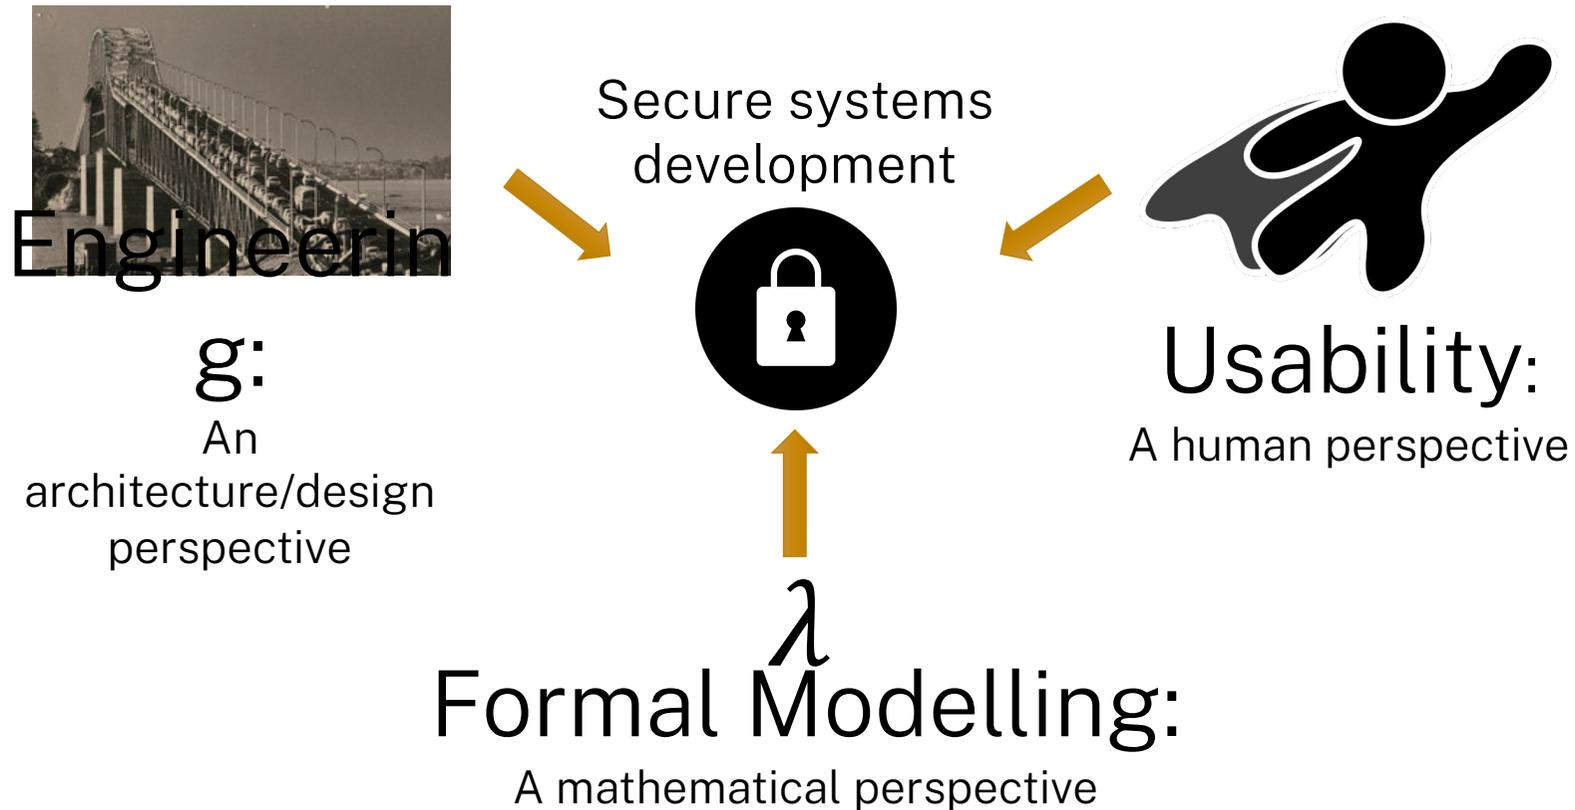 Secure systems
development
Engineerin
g:
An
architecture/design
perspective
Usability:
A human perspective
λ
Formal Modelling:
A mathematical perspective